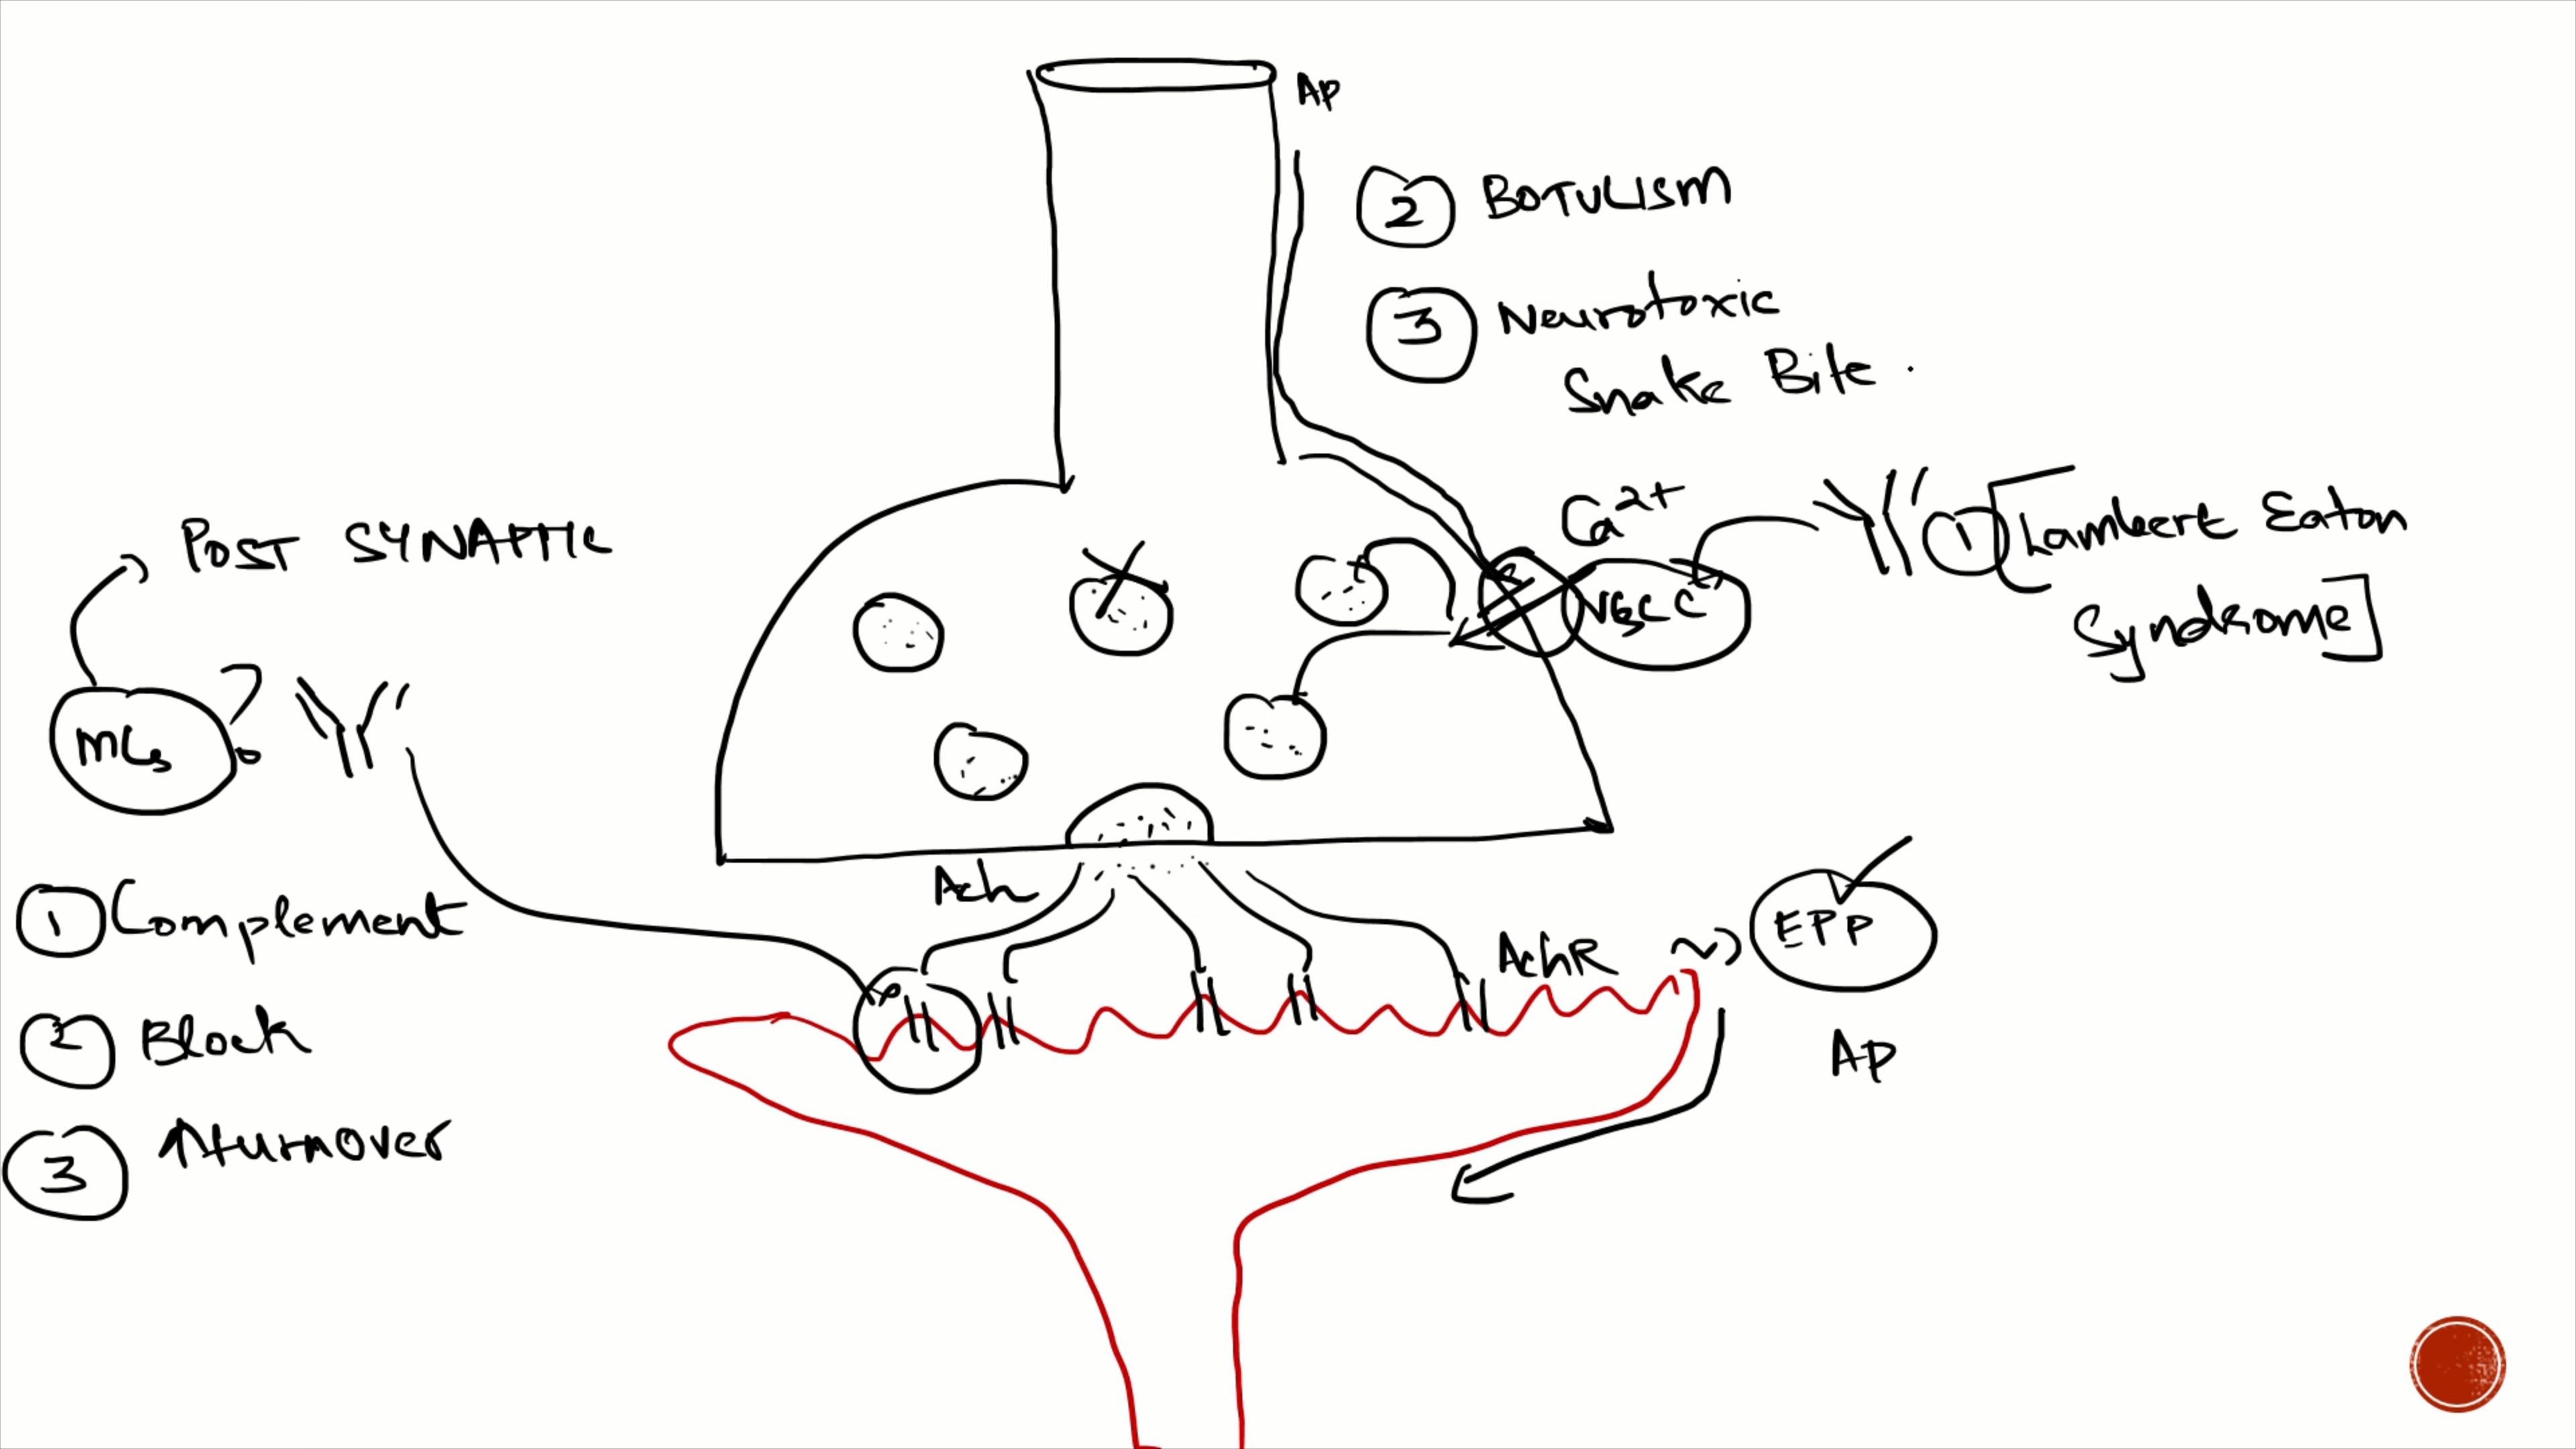 Ap
2 BOTULISM
3 Neurotoxic
Snake Bite.
Ca2+
VGCC
1 [Lambert Eaton
Syndrome]
POST SYNAPTIC
MGs ?
1 Complement
2 Block
3 ↑turnover
Ach
AchR
EPP
Ap